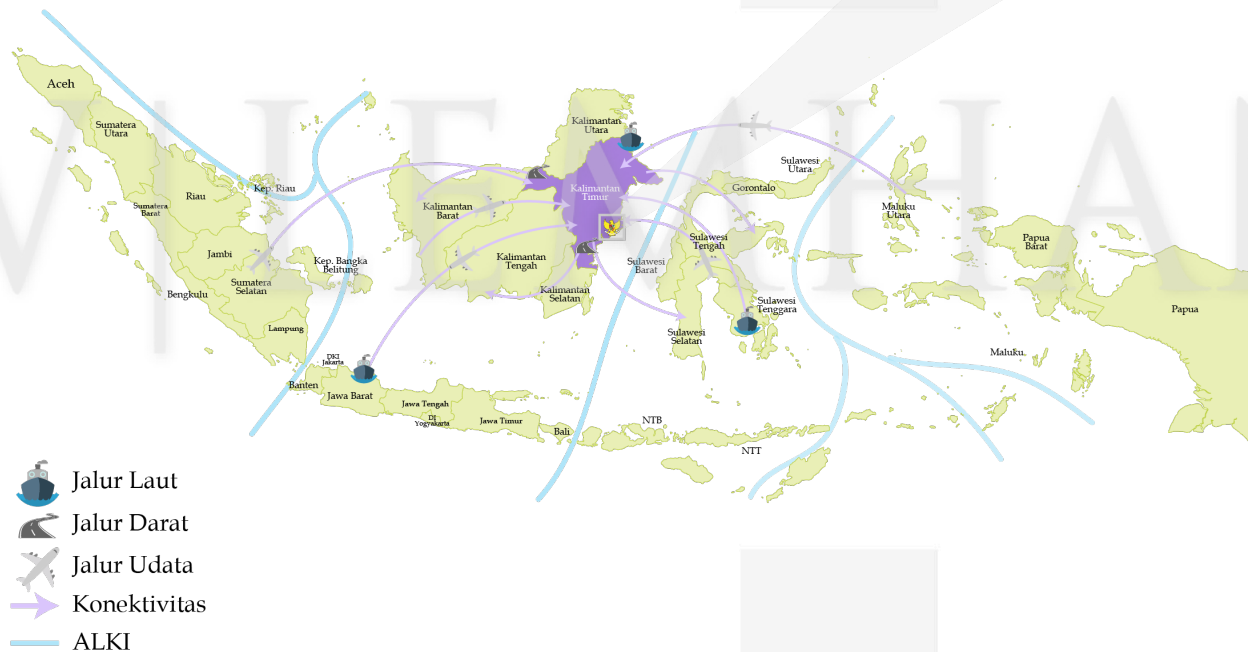 Aceh
Sumatera
Utara
Riau
Kep. Riau
Sumatera
Barat
Jambi
Kep. Bangka
Belitung
Sumatera
Selatan
Bengkulu
Lampung
DKI
Jakarta
Banten
Jawa Barat
Jawa Tengah
DI
Yogyakarta
Jawa Timur
Bali
NTB
NTT
Kalimantan
Utara
Kalimantan
Timur
Kalimantan
Barat
Kalimantan
Tengah
Kalimantan
Selatan
Sulawesi
Utara
Gorontalo
Sulawesi
Tengah
Sulawesi
Barat
Sulawesi
Tenggara
Sulawesi
Selatan
Maluku
Utara
Maluku
Papua
Barat
Papua
Jalur Laut
Jalur Darat
Jalur Udata
Konektivitas
ALKI